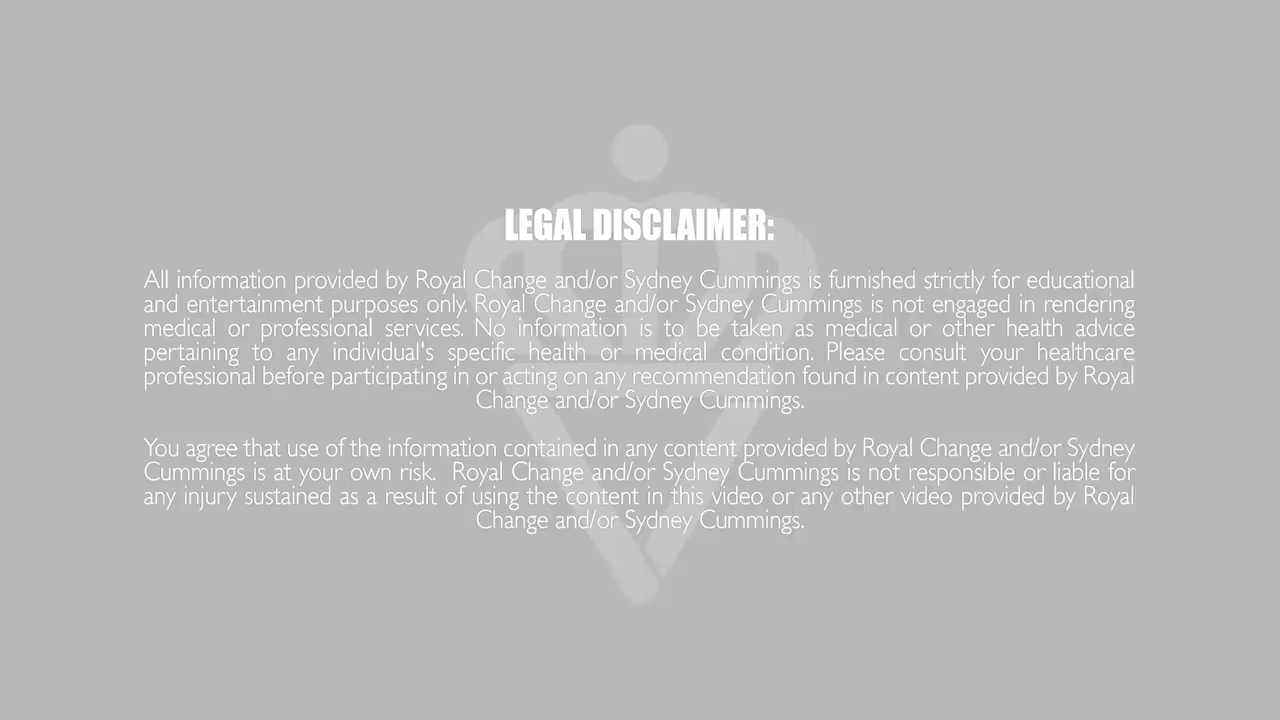 LEGAL DISCLAIMER:
All information provided by Royal Change and/or Sydney Cummings is furnished strictly for educational
and entertainment purposes only. Royal Change and/or Sydney Cummings is not engaged in rendering
medical or professional services. No information is to be taken as medical or other health advice
pertaining to any individual's specific health or medical condition. Please consult your healthcare
professional before participating in or acting on any recommendation found in content provided by Royal
Change and/or Sydney Cummings.
You agree that use of the information contained in any content provided by Royal Change and/or Sydney
Cummings is at your own risk.  Royal Change and/or Sydney Cummings is not responsible or liable for
any injury sustained as a result of using the content in this video or any other video provided by Royal
Change and/or Sydney Cummings.